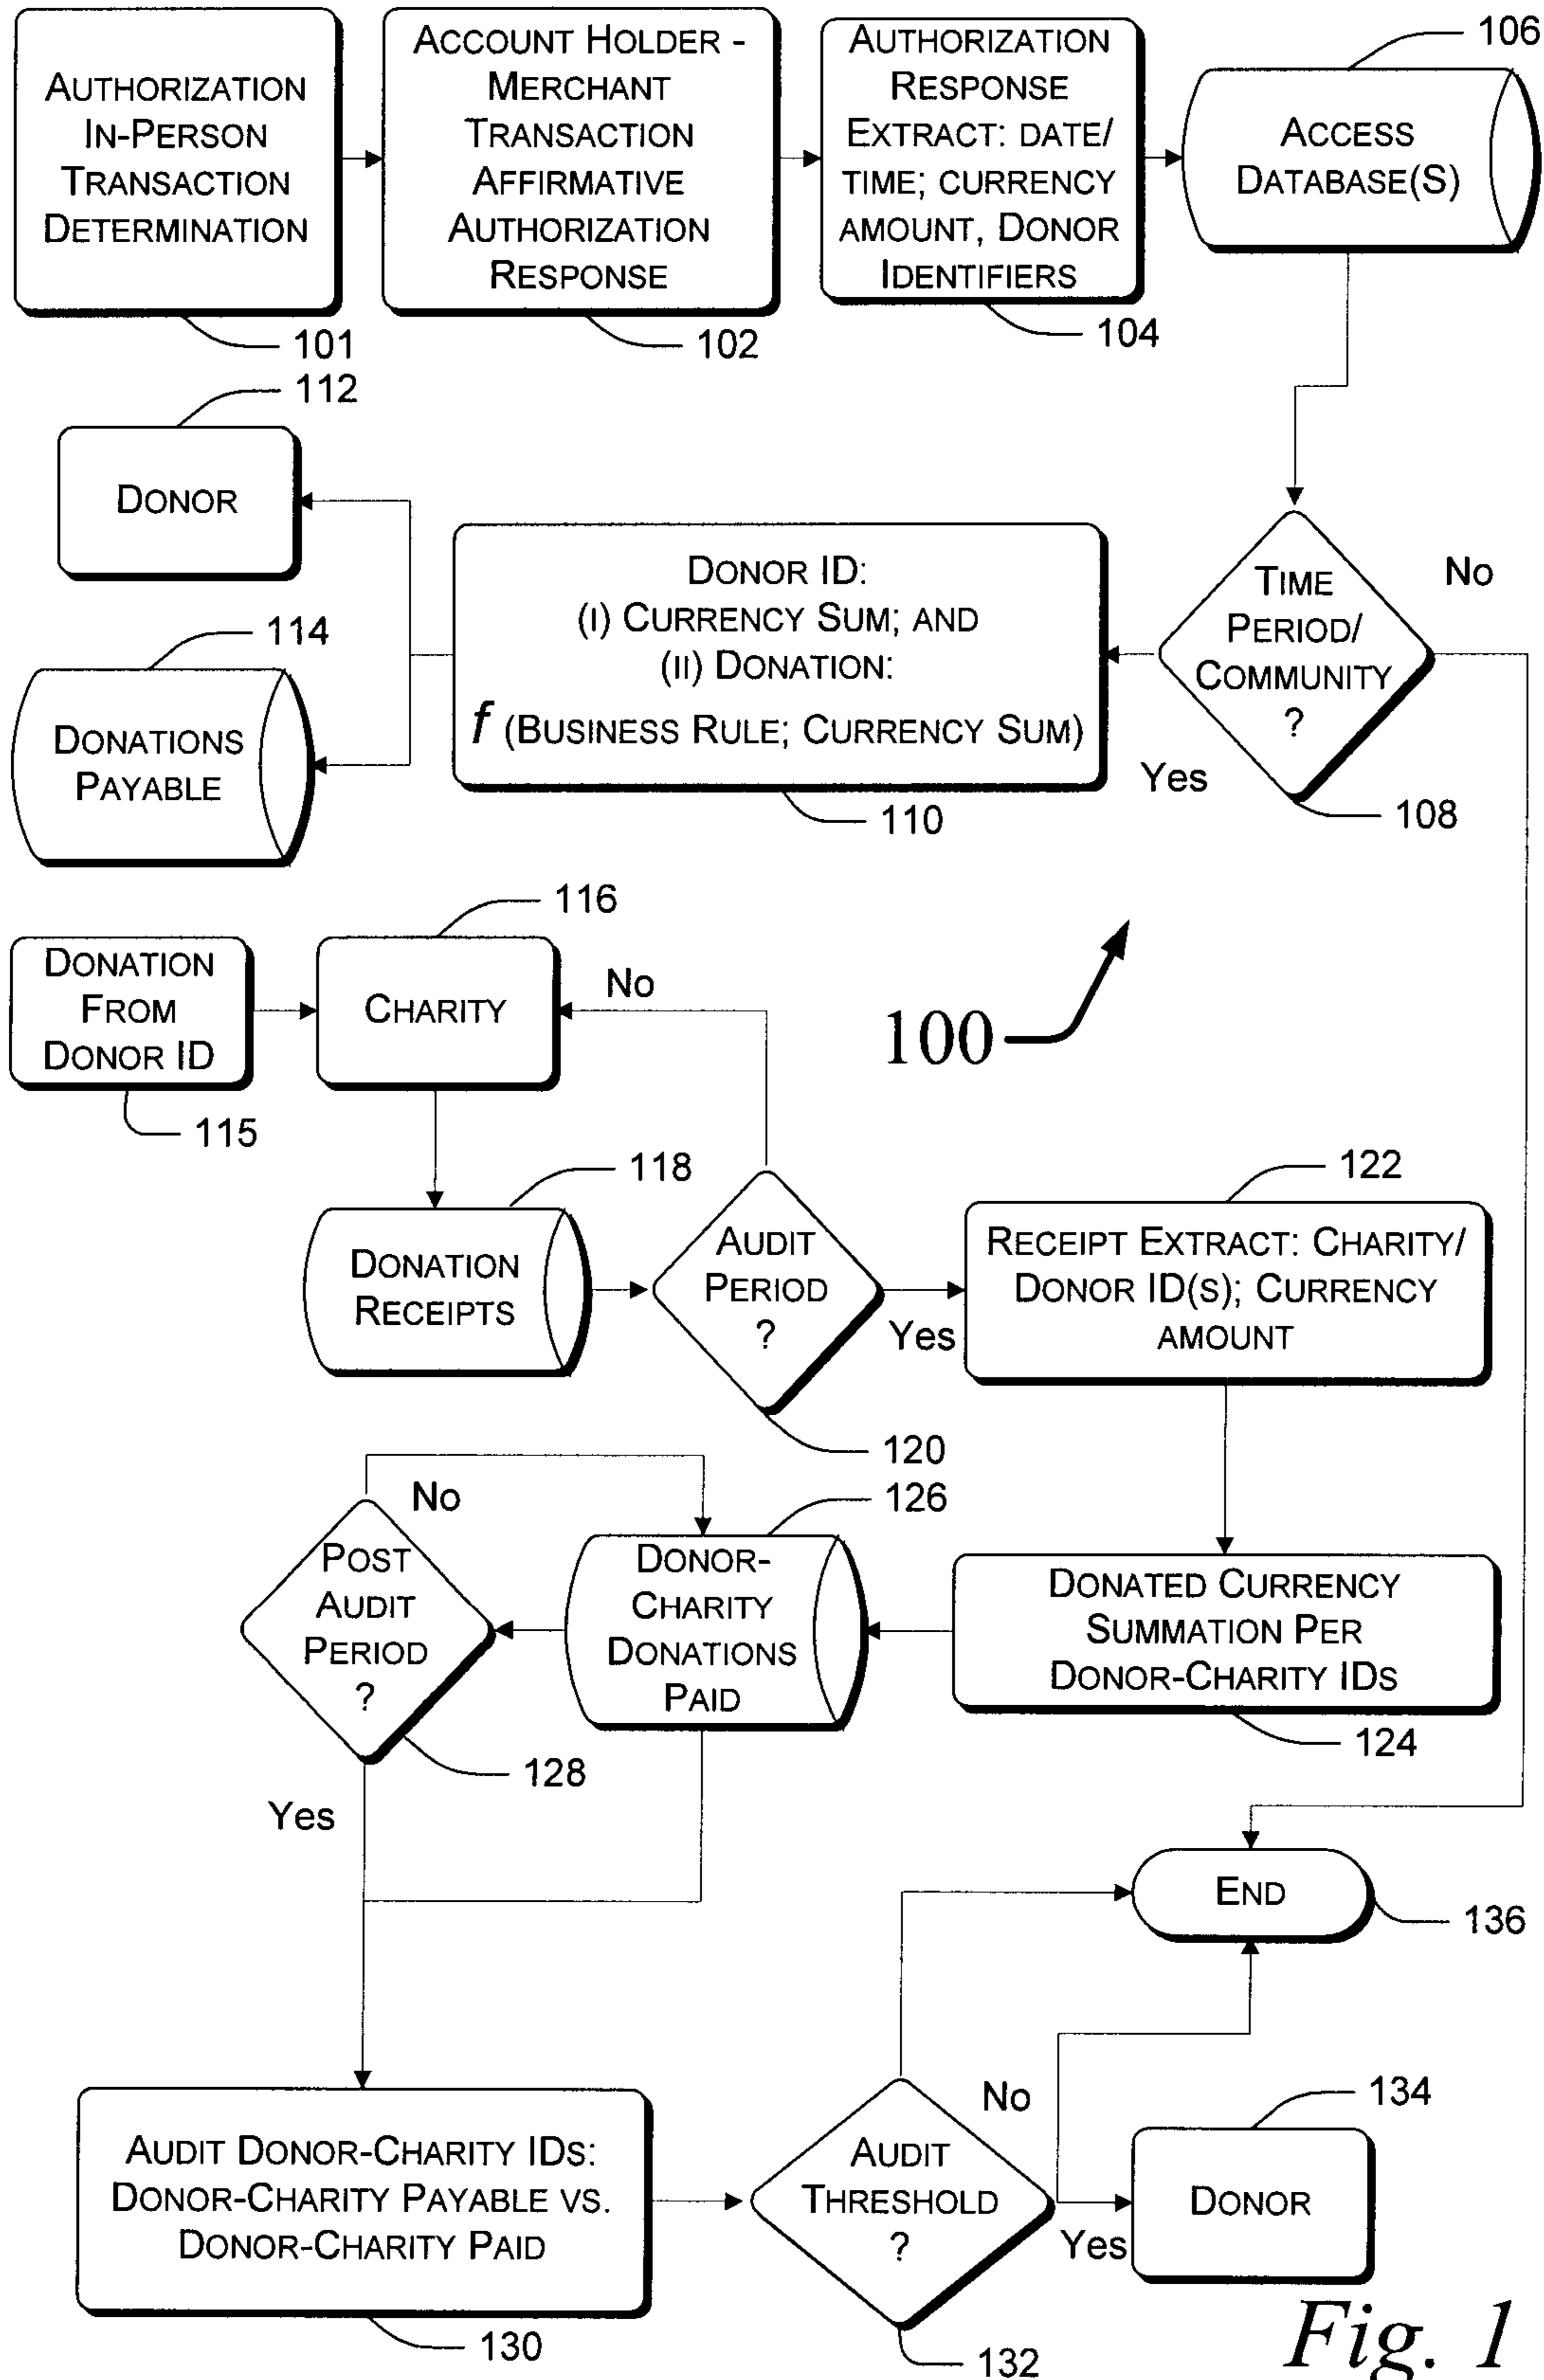 AUTHORIZATION
IN-PERSON
TRANSACTION
DETERMINATION
101
ACCOUNT HOLDER -
MERCHANT
TRANSACTION
AFFIRMATIVE
AUTHORIZATION
RESPONSE
102
AUTHORIZATION
RESPONSE
EXTRACT: DATE/
TIME; CURRENCY
AMOUNT, DONOR
IDENTIFIERS
104
106
ACCESS
DATABASE(S)
112
DONOR
114
DONATIONS
PAYABLE
DONOR ID:
(I) CURRENCY SUM; AND
(II) DONATION:
f (BUSINESS RULE; CURRENCY SUM)
110
TIME
PERIOD/
COMMUNITY
?
No
Yes
108
DONATION
FROM
DONOR ID
115
116
CHARITY
No
100
118
DONATION
RECEIPTS
AUDIT
PERIOD
?
Yes
120
122
RECEIPT EXTRACT: CHARITY/
DONOR ID(S); CURRENCY
AMOUNT
No
POST
AUDIT
PERIOD
?
128
Yes
126
DONOR-
CHARITY
DONATIONS
PAID
DONATED CURRENCY
SUMMATION PER
DONOR-CHARITY IDS
124
END
136
AUDIT DONOR-CHARITY IDS:
DONOR-CHARITY PAYABLE VS.
DONOR-CHARITY PAID
130
AUDIT
THRESHOLD
?
No
Yes
132
134
DONOR
Fig. 1